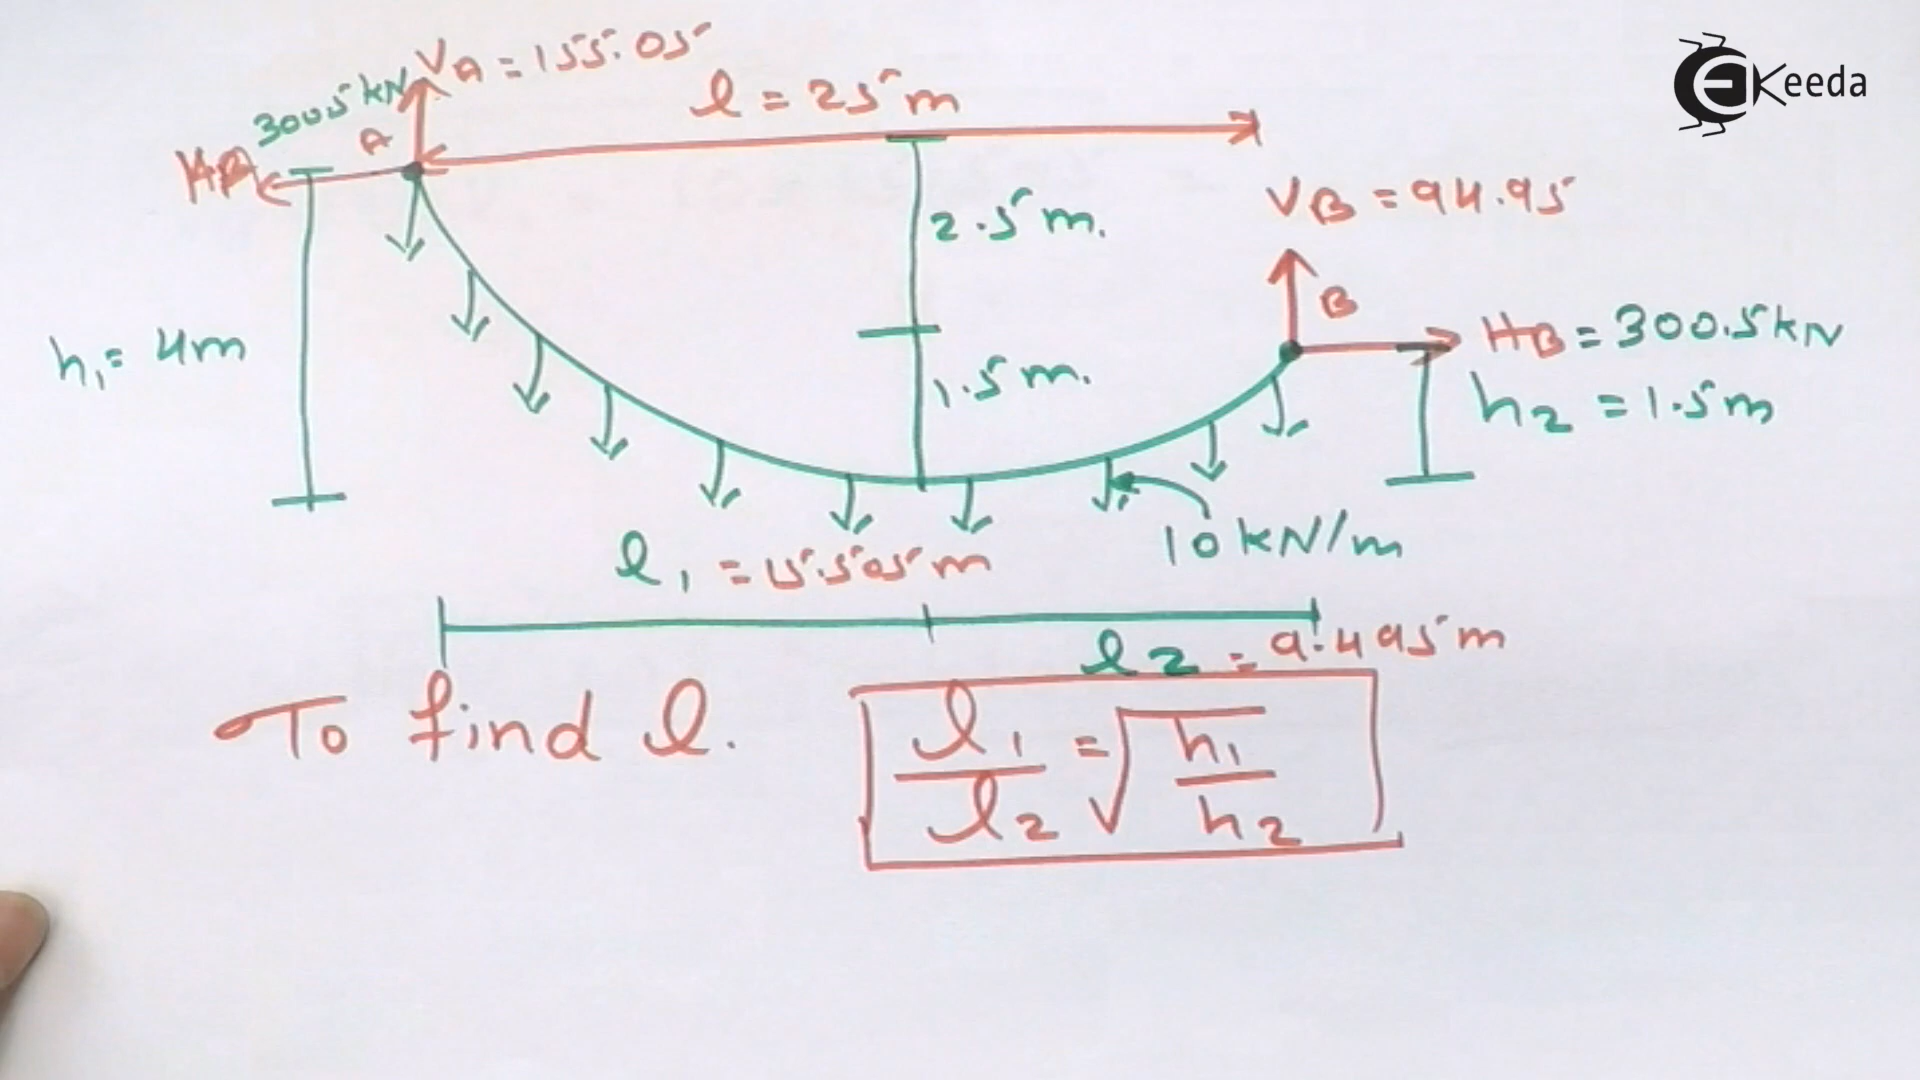 VA = 155.05
300.5 kN
l = 25 m
A
HA
Keeda
2.5 m.
VB = 94.95
B
HB = 300.5 kN
h1 = 4m
1.5 m.
h2 = 1.5 m
10 kN/m
l1 = 15.505 m
l2 = 9.495 m
To find l.
l1/l2 = √h1/h2